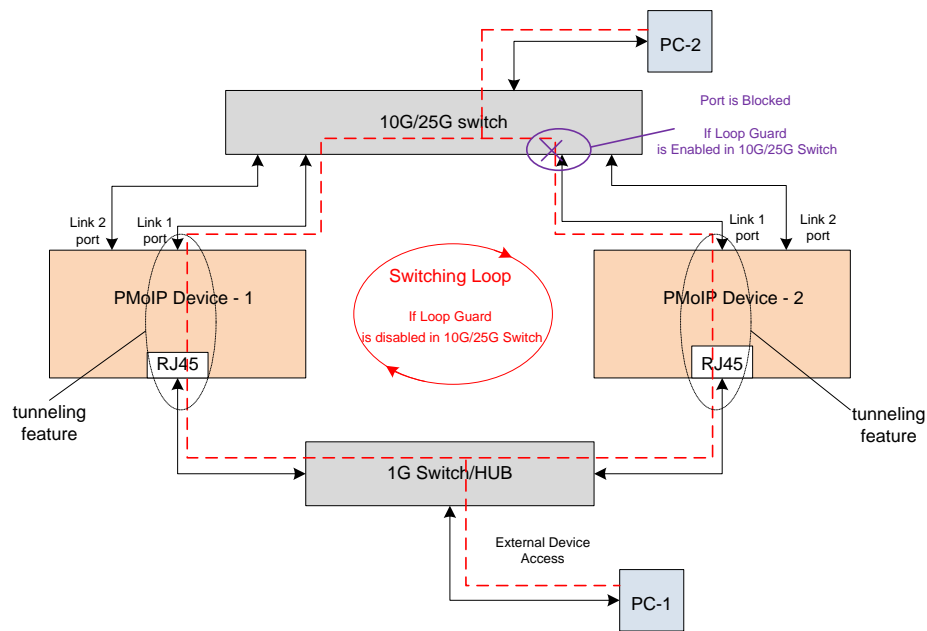 PC-2
Port is Blocked
If Loop Guard
is Enabled in 10G/25G Switch
10G/25G switch
Link 2
port
Link 1
port
Link 1
port
Link 2
port
PMoIP Device - 1
Switching Loop
If Loop Guard
is disabled in 10G/25G Switch
PMoIP Device - 2
RJ45
RJ45
tunneling
feature
tunneling
feature
1G Switch/HUB
External Device
Access
PC-1